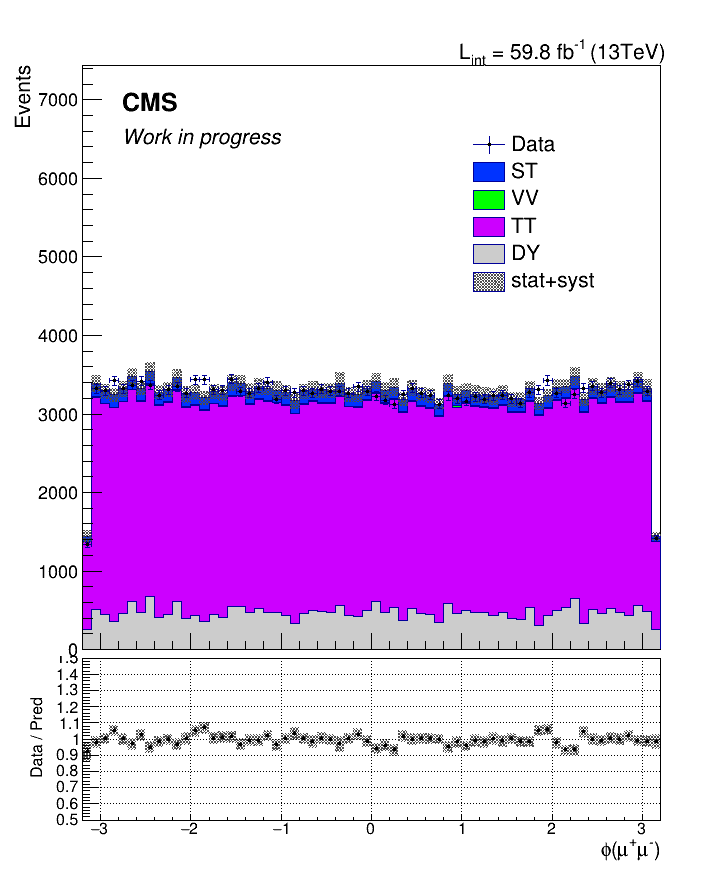 L_int = 59.8 fb^-1 (13TeV)
Events
CMS
Work in progress
Data
ST
VV
TT
DY
stat+syst
7000
6000
5000
4000
3000
2000
1000
0
Data / Pred
1.5
1.4
1.3
1.2
1.1
1
0.9
0.8
0.7
0.6
0.5
−3 −2 −1 0 1 2 3
ϕ(μ⁺μ⁻)